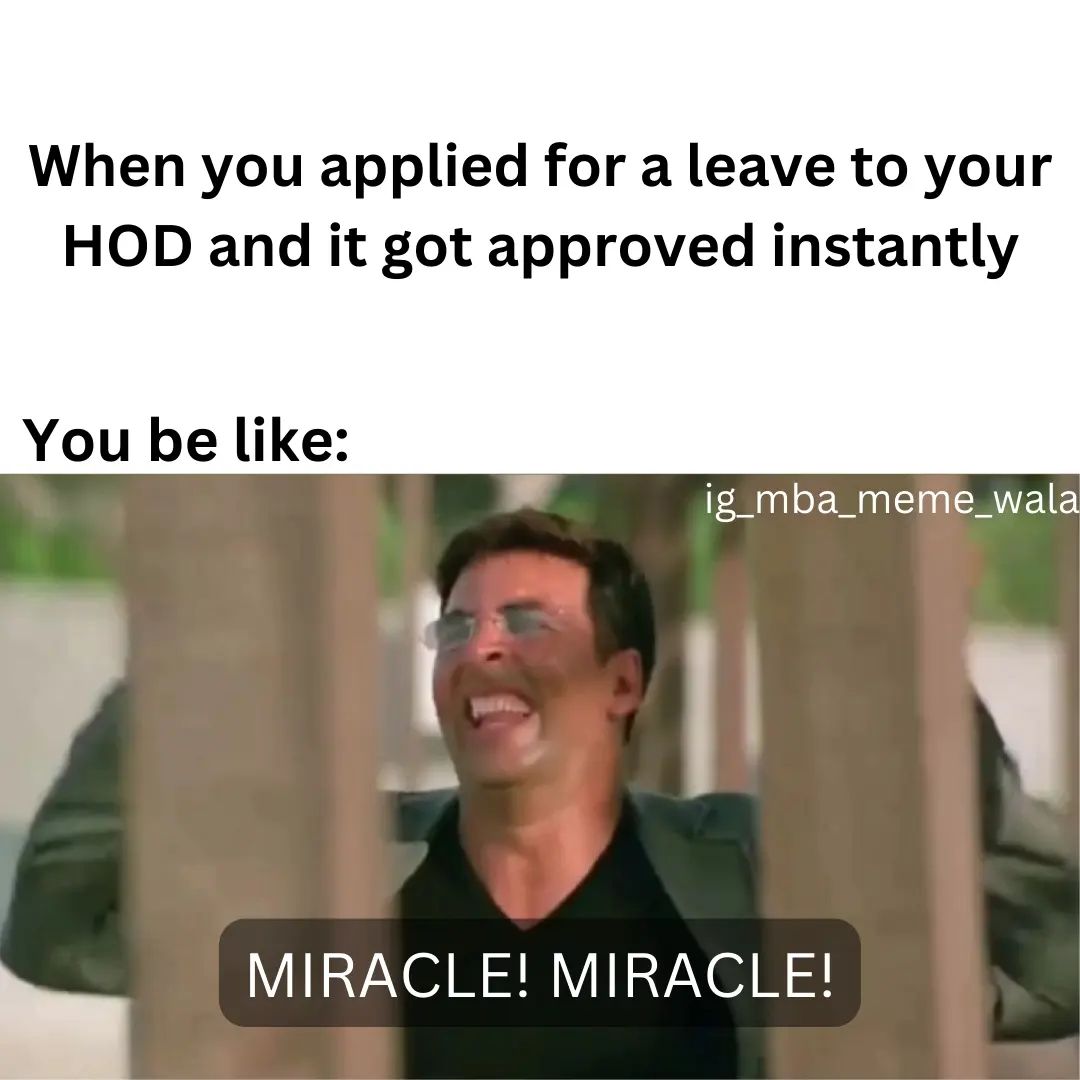 When you applied for a leave to your
HOD and it got approved instantly
You be like:
ig_mba_meme_wala
MIRACLE! MIRACLE!